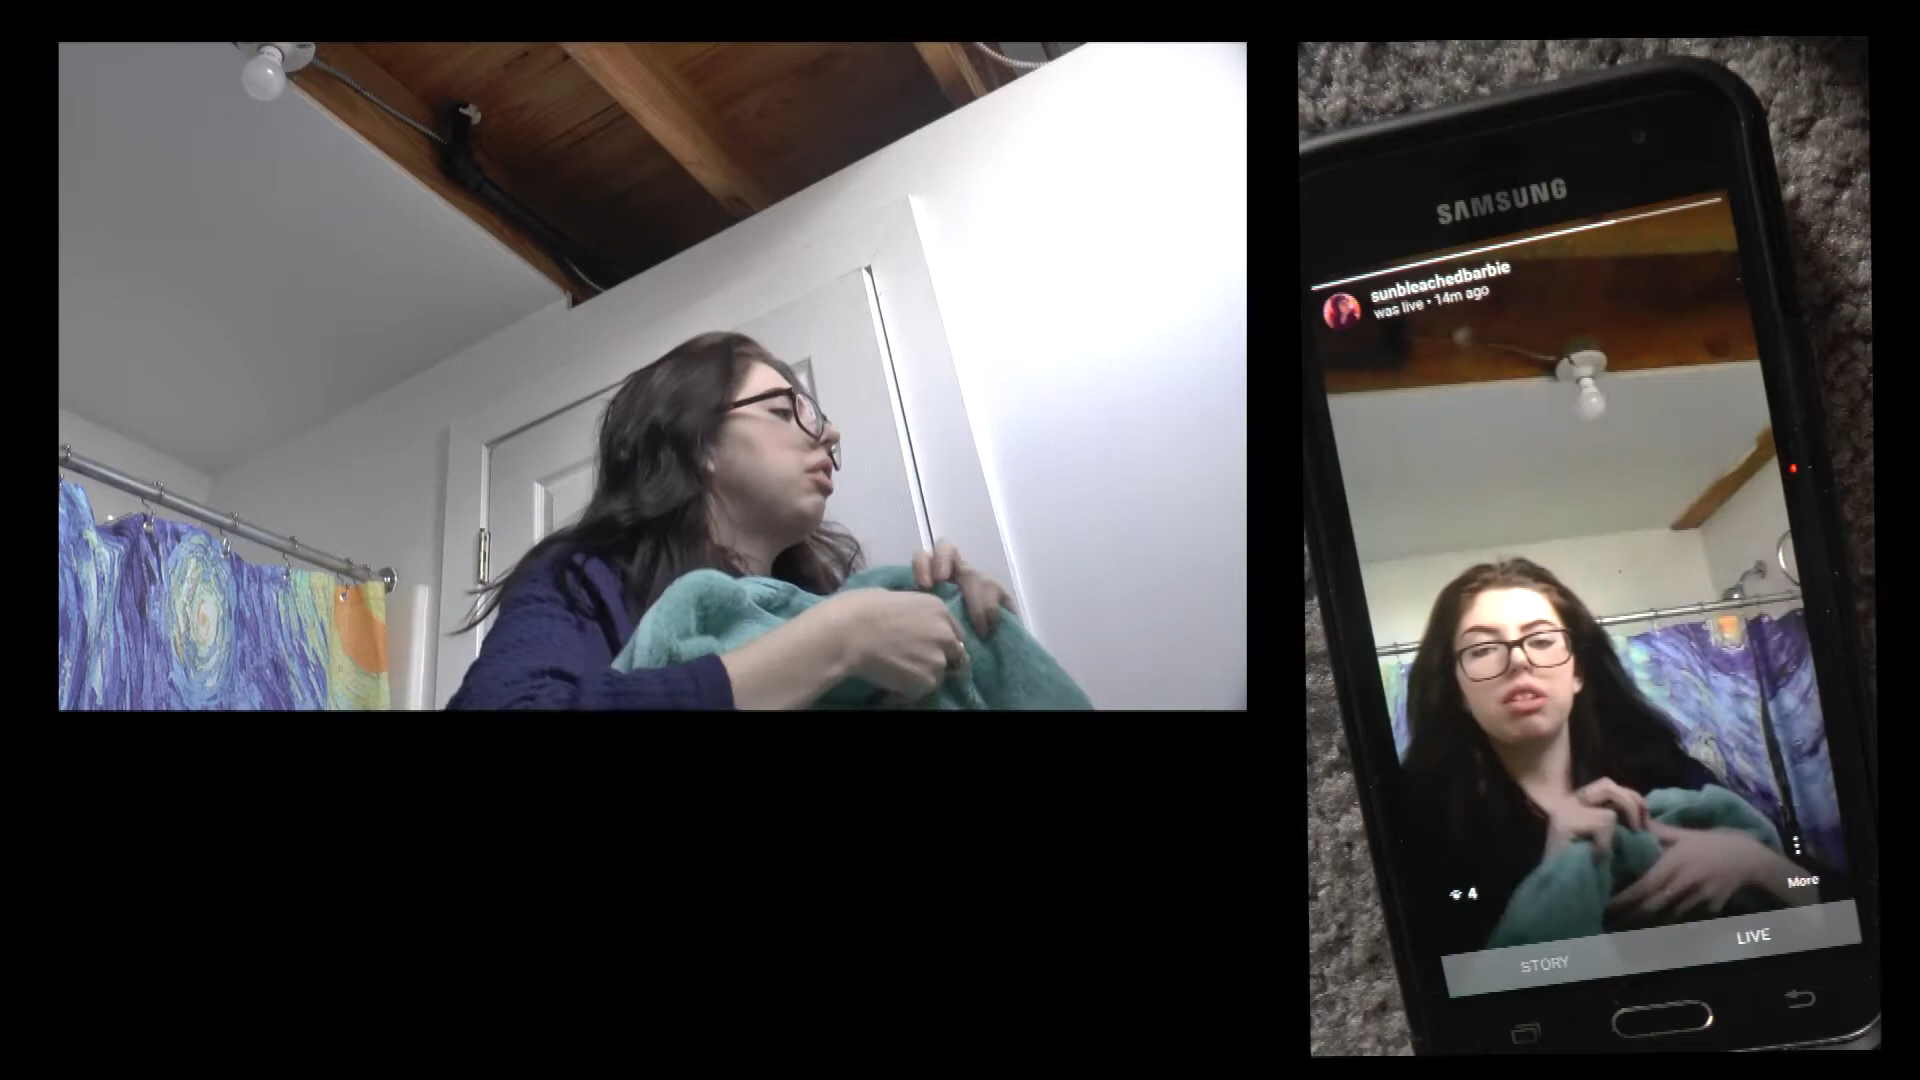 SAMSUNG
sunbleachedbarbie
was live • 14m ago
4
More
LIVE
STORY